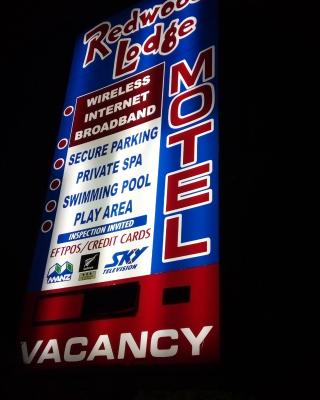 Redwood
Lodge
MOTEL
WIRELESS
INTERNET
BROADBAND
SECURE PARKING
PRIVATE SPA
SWIMMING POOL
PLAY AREA
INSPECTION INVITED
EFTPOS/CREDIT CARDS
MANZ
SKY
TELEVISION
VACANCY